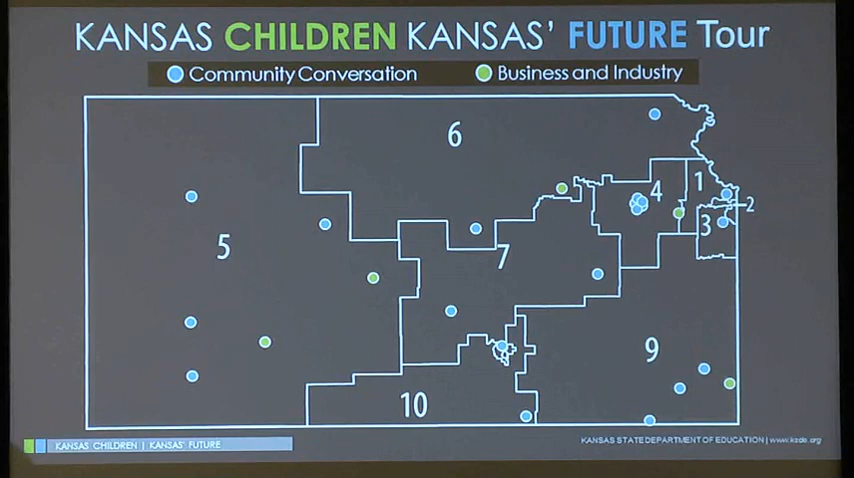 KANSAS CHILDREN KANSAS' FUTURE Tour
Community Conversation Business and Industry
6
1
4
2
3
5
7
9
10
KANSAS CHILDREN | KANSAS' FUTURE
KANSAS STATE DEPARTMENT OF EDUCATION | www.ksde.org